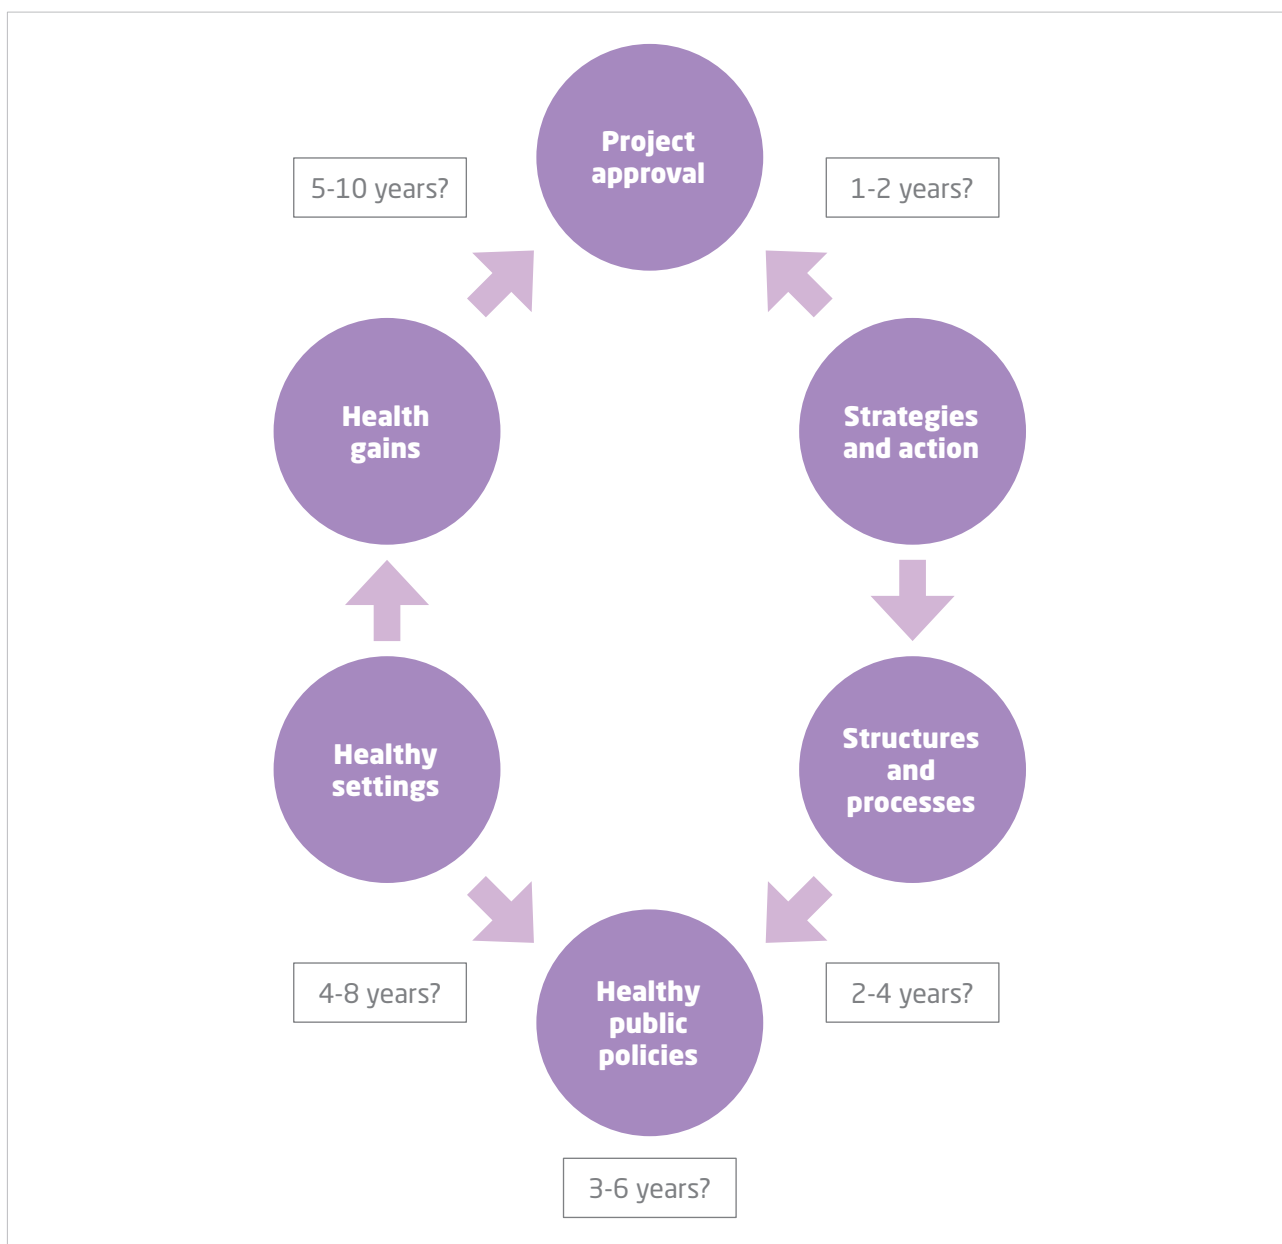 Project
approval
5-10 years?
1-2 years?
Health
gains
Strategies
and action
Healthy
settings
Structures
and
processes
4-8 years?
2-4 years?
Healthy
public
policies
3-6 years?